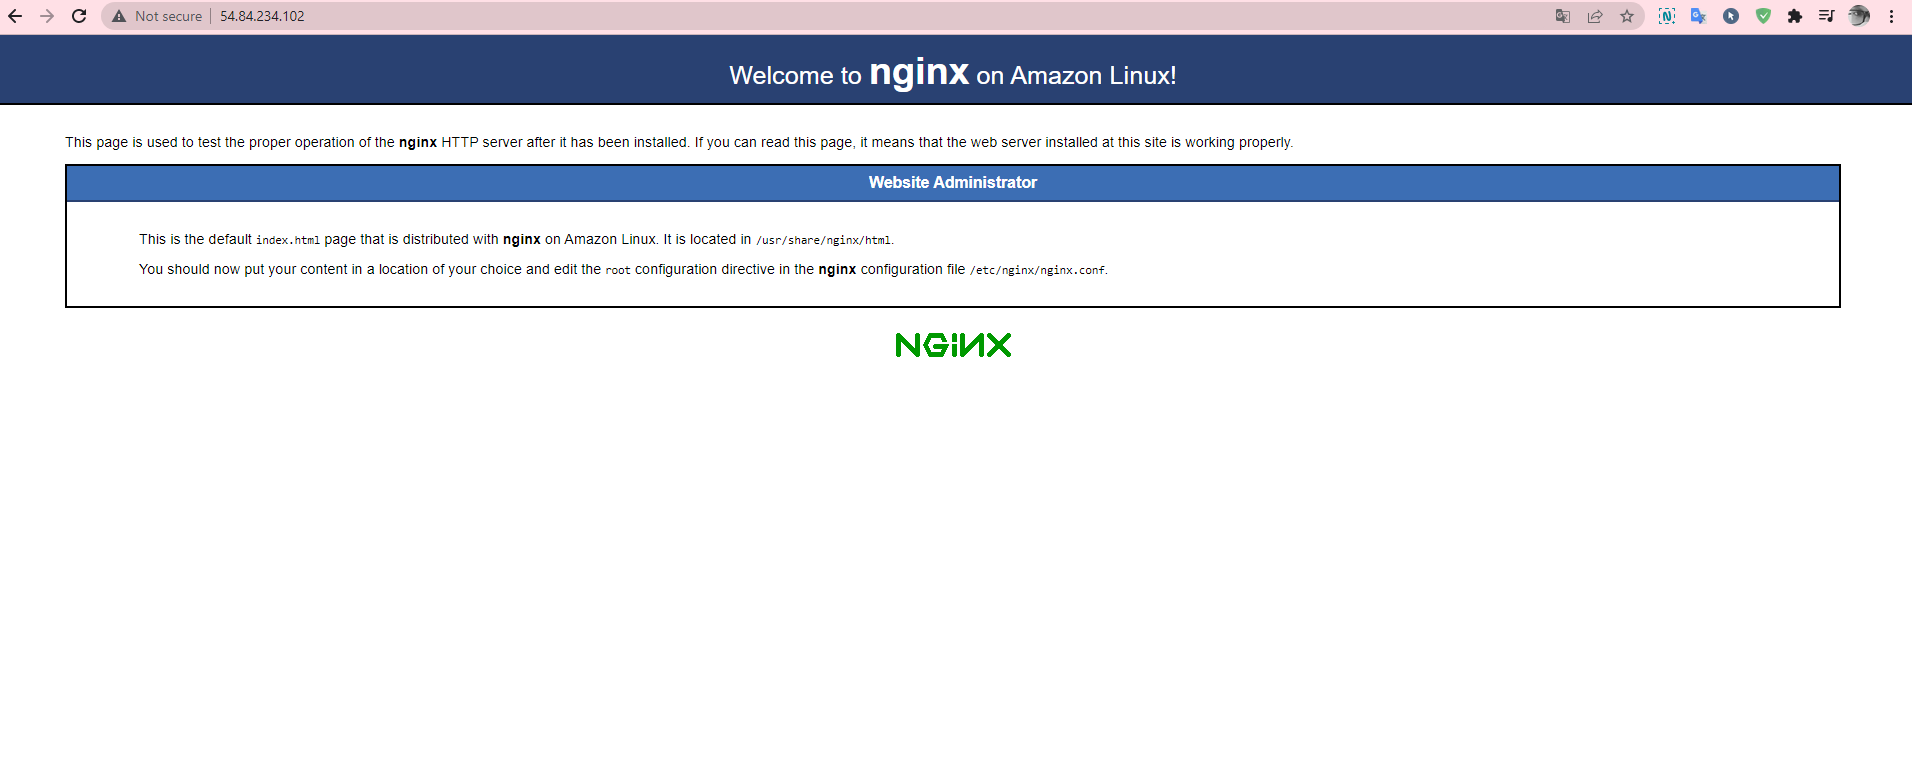 Not secure 54.84.234.102
Welcome to nginx on Amazon Linux!
This page is used to test the proper operation of the nginx HTTP server after it has been installed. If you can read this page, it means that the web server installed at this site is working properly.
Website Administrator
This is the default index.html page that is distributed with nginx on Amazon Linux. It is located in /usr/share/nginx/html.
You should now put your content in a location of your choice and edit the root configuration directive in the nginx configuration file /etc/nginx/nginx.conf.
NGINX